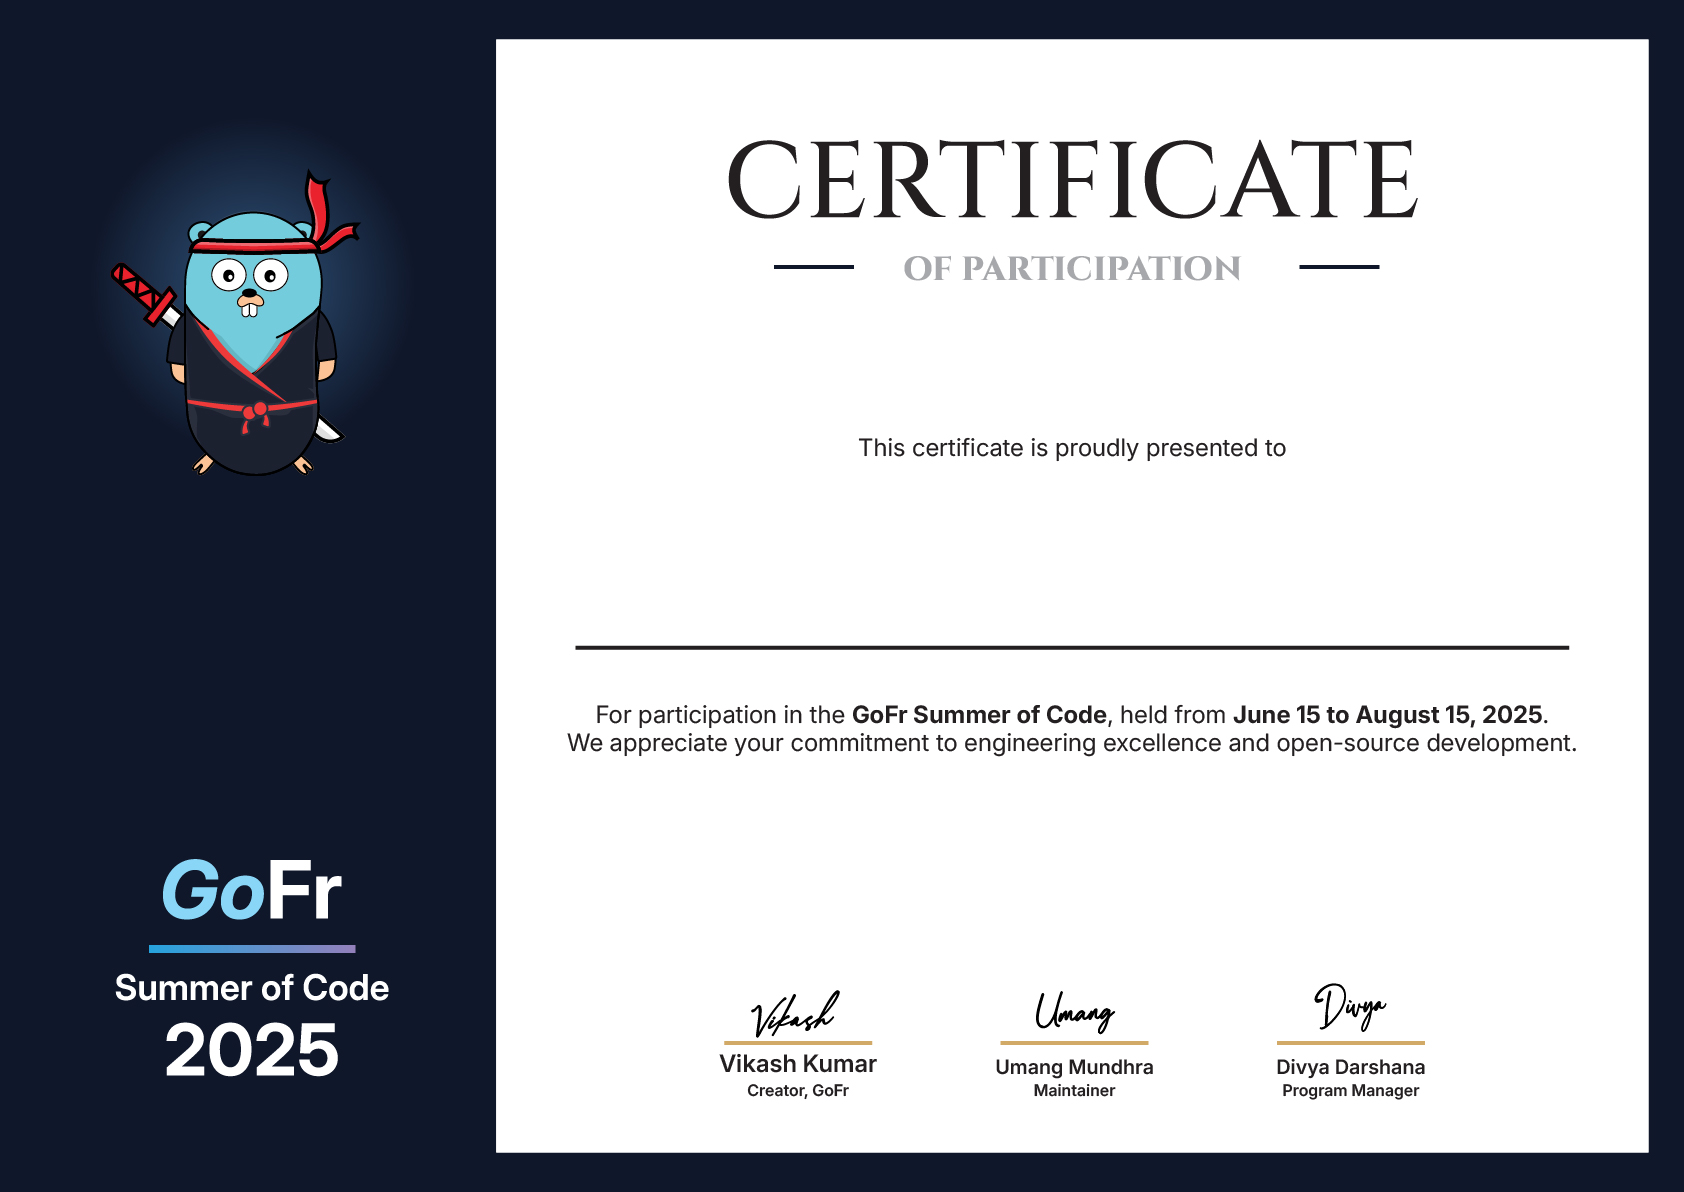 CERTIFICATE
OF PARTICIPATION
This certificate is proudly presented to
For participation in the GoFr Summer of Code, held from June 15 to August 15, 2025.
We appreciate your commitment to engineering excellence and open-source development.
GoFr
Summer of Code
2025
Vikash
Vikash Kumar
Creator, GoFr
Umang
Umang Mundhra
Maintainer
Divya
Divya Darshana
Program Manager